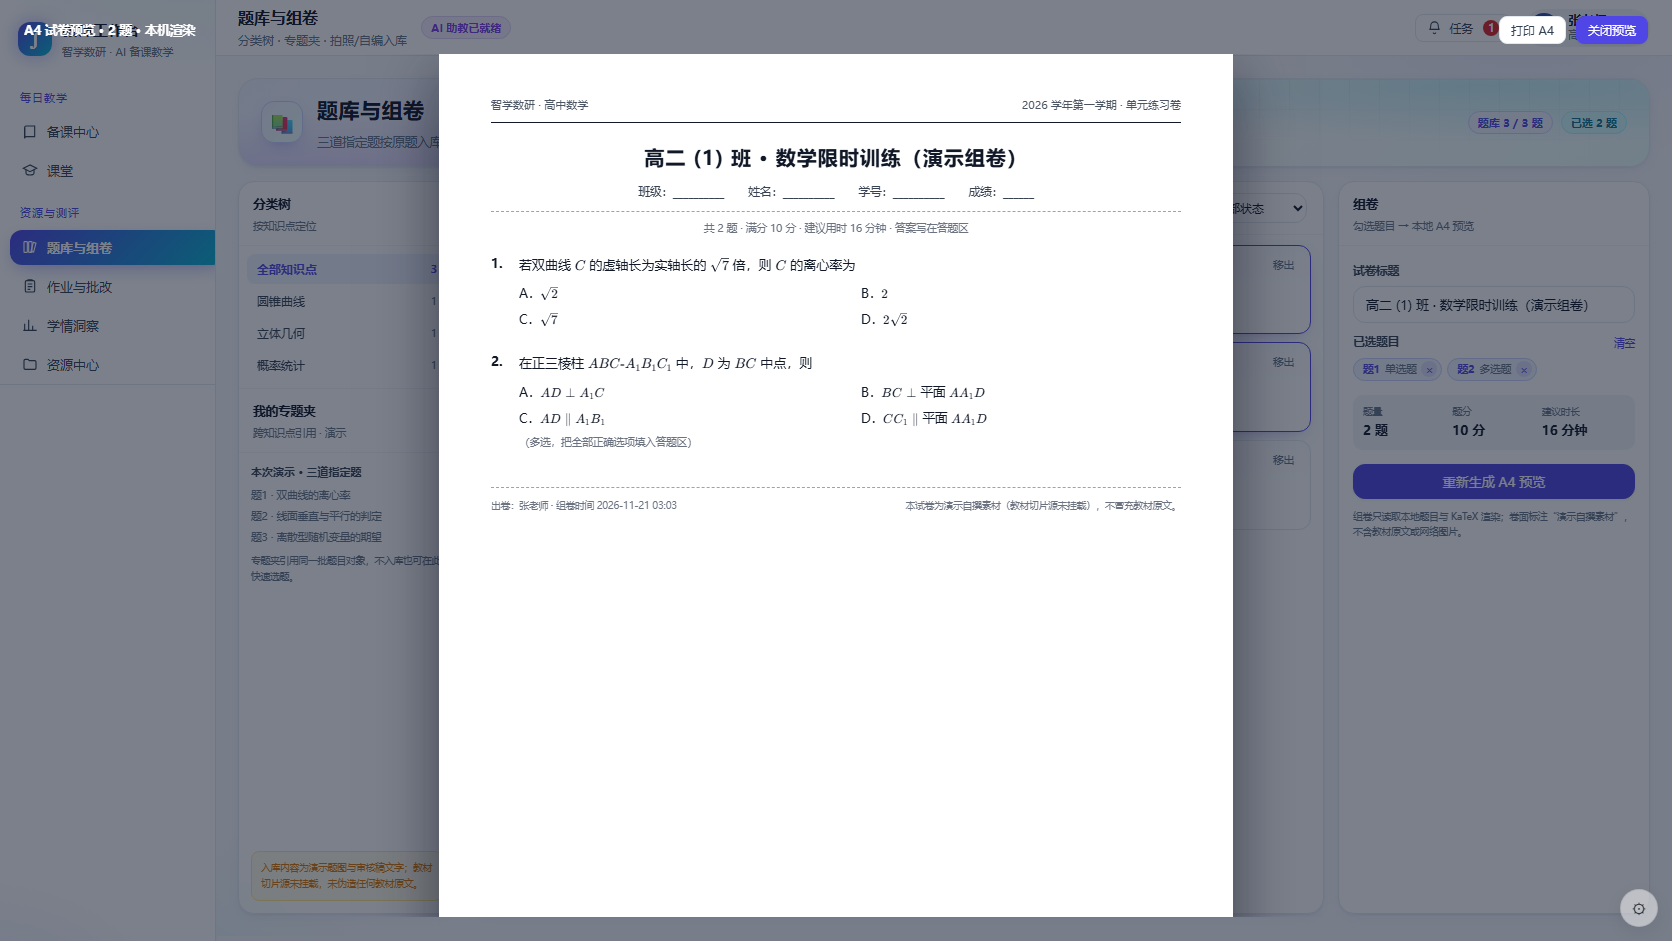 A4 试卷预览 • 2 题 • 本机渲染
智学数研 · AI 备课教学
每日教学
备课中心
课堂
资源与测评
题库与组卷
作业与批改
学情洞察
资源中心
题库与组卷
分类树 · 专题夹 · 拍照/自编入库
AI 助教已就绪
任务
1
打印 A4
关闭预览
题库与组卷
三道指定题按原题入库
题库 3 / 3 题
已选 2 题
分类树
按知识点定位
全部知识点 3
圆锥曲线 1
立体几何 1
概率统计 1
我的专题夹
跨知识点引用 · 演示
本次演示 • 三道指定题
题1 · 双曲线的离心率
题2 · 线面垂直与平行的判定
题3 · 离散型随机变量的期望
专题夹引用同一批题目对象，不入库也可在此
快速选题。
入库内容为演示题图与审核稿文字；教材
切片源未挂载，未伪造任何教材原文。
智学数研 · 高中数学
2026 学年第一学期 · 单元练习卷
高二 (1) 班 • 数学限时训练（演示组卷）
班级：________ 姓名：________ 学号：________ 成绩：_____
共 2 题 · 满分 10 分 · 建议用时 16 分钟 · 答案写在答题区
1. 若双曲线 C 的虚轴长为实轴长的 √7 倍，则 C 的离心率为
A. √2
B. 2
C. √7
D. 2√2
2. 在正三棱柱 ABC-A₁B₁C₁ 中，D 为 BC 中点，则
A. AD ⊥ A₁C
B. BC ⊥ 平面 AA₁D
C. AD ∥ A₁B₁
D. CC₁ ∥ 平面 AA₁D
（多选，把全部正确选项填入答题区）
出卷：张老师 · 组卷时间 2026-11-21 03:03
本试卷为演示自撰素材（教材切片源未挂载），不冒充教材原文。
部状态
移出
移出
移出
组卷
勾选题目 → 本地 A4 预览
试卷标题
高二 (1) 班 · 数学限时训练（演示组卷）
已选题目
清空
题1 单选题 ×
题2 多选题 ×
题量
2 题
题分
10 分
建议时长
16 分钟
重新生成 A4 预览
组卷只读取本地题目与 KaTeX 渲染；卷面标注“演示自撰素材”，
不含教材原文或网络图片。